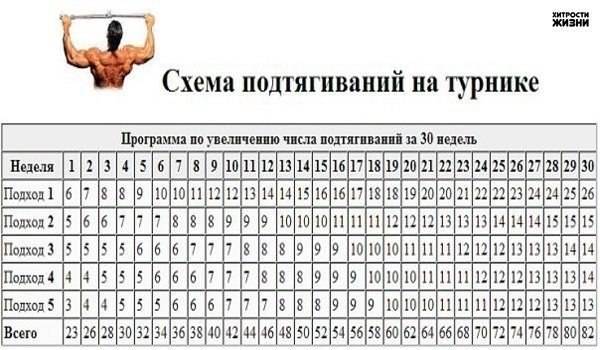 ХИТРОСТИ
ЖИЗНИ
Схема подтягиваний на турнике
Программа по увеличению числа подтягиваний за 30 недель
Неделя 1 2 3 4 5 6 7 8 9 10 11 12 13 14 15 16 17 18 19 20 21 22 23 24 25 26 27 28 29 30
Подход 1 6 7 8 8 9 10 10 11 12 12 13 14 14 15 16 16 17 18 18 19 20 20 21 22 22 23 24 24 25 26
Подход 2 5 6 6 7 7 7 8 8 8 9 9 9 10 10 10 11 11 11 12 12 12 13 13 13 14 14 14 15 15 15
Подход 3 5 5 5 5 6 6 6 7 7 7 8 8 8 9 9 9 10 10 10 11 11 11 12 12 12 13 13 13 14 14
Подход 4 4 4 5 5 5 6 6 6 7 7 7 8 8 8 9 9 9 10 10 10 11 11 11 12 12 12 13 13 13 14
Подход 5 3 4 4 5 5 5 6 6 6 7 7 7 8 8 8 9 9 9 10 10 10 11 11 11 12 12 12 13 13 13
Всего 23 26 28 30 32 34 36 38 40 42 44 46 48 50 52 54 56 58 60 62 64 66 68 70 72 74 76 78 80 82